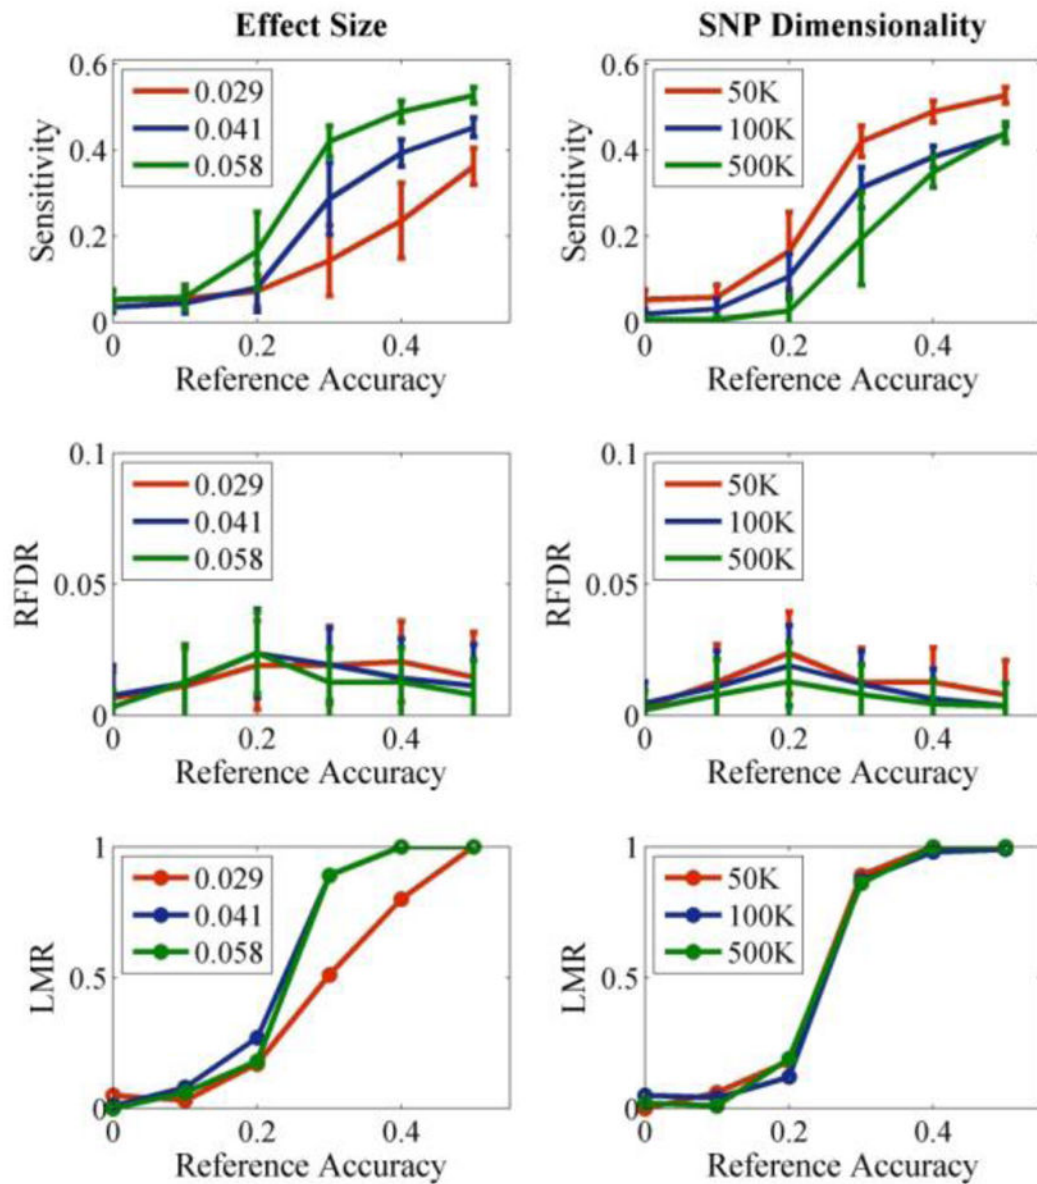 Effect Size
SNP Dimensionality
0.6
0.4
0.2
0
Sensitivity
0.029
0.041
0.058
0 0.2 0.4
Reference Accuracy
0.6
0.4
0.2
0
Sensitivity
50K
100K
500K
0 0.2 0.4
Reference Accuracy
0.1
0.05
0
RFDR
0.029
0.041
0.058
0 0.2 0.4
Reference Accuracy
0.1
0.05
0
RFDR
50K
100K
500K
0 0.2 0.4
Reference Accuracy
1
0.5
0
LMR
0.029
0.041
0.058
0 0.2 0.4
Reference Accuracy
1
0.5
0
LMR
50K
100K
500K
0 0.2 0.4
Reference Accuracy